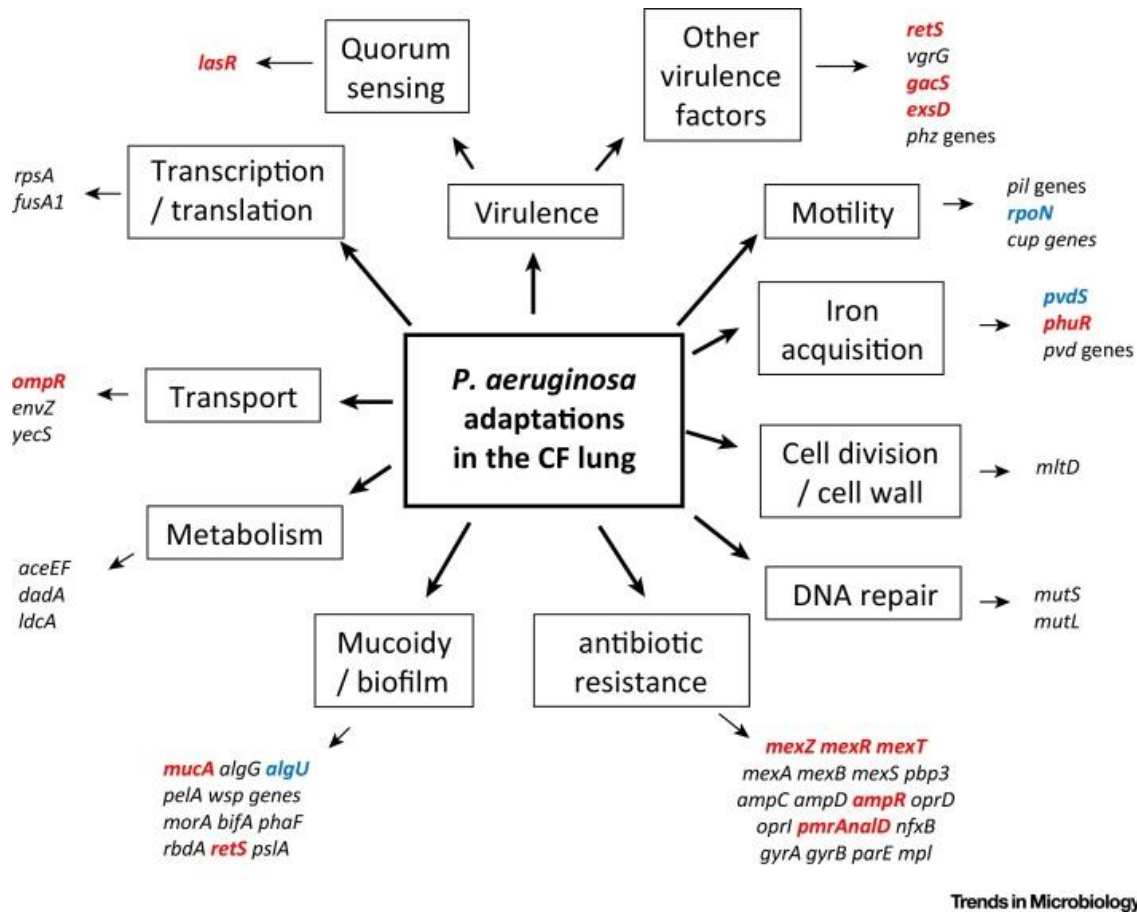 lasR
Quorum
sensing
Other
virulence
factors
retS
vgrG
gacS
exsD
phz genes
rpsA
fusA1
Transcription
/ translation
Virulence
Motility
pil genes
rpoN
cup genes
Iron
acquisition
pvdS
phuR
pvd genes
P. aeruginosa
adaptations
in the CF lung
ompR
envZ
yecS
Transport
Cell division
/ cell wall
mltD
Metabolism
aceEF
dadA
ldcA
DNA repair
mutS
mutL
Mucoidy
/ biofilm
antibiotic
resistance
mucA algG algU
pelA wsp genes
morA bifA phaF
rbdA retS pslA
mexZ mexR mexT
mexA mexB mexS pbp3
ampC ampD ampR oprD
oprI pmrAnalD nfxB
gyrA gyrB parE mpl
Trends in Microbiology